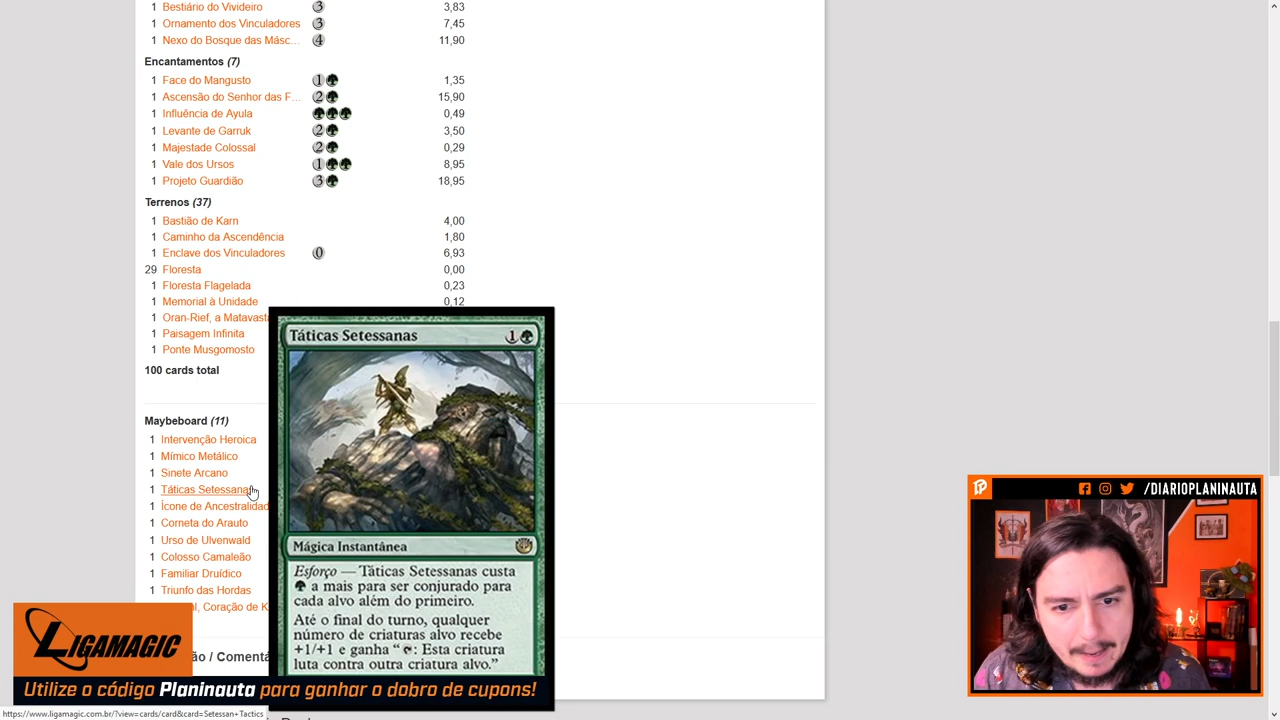 1 Bestiário do Vivideiro 3 3,83
1 Ornamento dos Vinculadores 3 7,45
1 Nexo do Bosque das Másc... 4 11,90
Encantamentos (7)
1 Face do Mangusto 1 1,35
1 Ascensão do Senhor das F... 2 15,90
1 Influência de Ayula 0,49
1 Levante de Garruk 2 3,50
1 Majestade Colossal 2 0,29
1 Vale dos Ursos 1 8,95
1 Projeto Guardião 3 18,95
Terrenos (37)
1 Bastião de Karn 4,00
1 Caminho da Ascendência 1,80
1 Enclave dos Vinculadores 0 6,93
29 Floresta 0,00
1 Floresta Flagelada 0,23
1 Memorial à Unidade 0,12
1 Oran-Rief, a Matavast
1 Paisagem Infinita
1 Ponte Musgomosto
100 cards total
Maybeboard (11)
1 Intervenção Heroica
1 Mímico Metálico
1 Sinete Arcano
1 Táticas Setessanas
1 Ícone de Ancestralidad
1 Corneta do Arauto
1 Urso de Ulvenwald
1 Colosso Camaleão
1 Familiar Druídico
1 Triunfo das Hordas
Coração de K
Táticas Setessanas 1
Mágica Instantânea
Esforço — Táticas Setessanas custa
a mais para ser conjurado para
cada alvo além do primeiro.
Até o final do turno, qualquer
número de criaturas alvo recebe
+1/+1 e ganha “ : Esta criatura
luta contra outra criatura alvo.”
/DIARIOPLANINAUTA
LIGAMAGIC
ão / Comentá
Utilize o código Planinauta para ganhar o dobro de cupons!
https://www.ligamagic.com.br/?view=cards/card&card=Setessan+Tactics